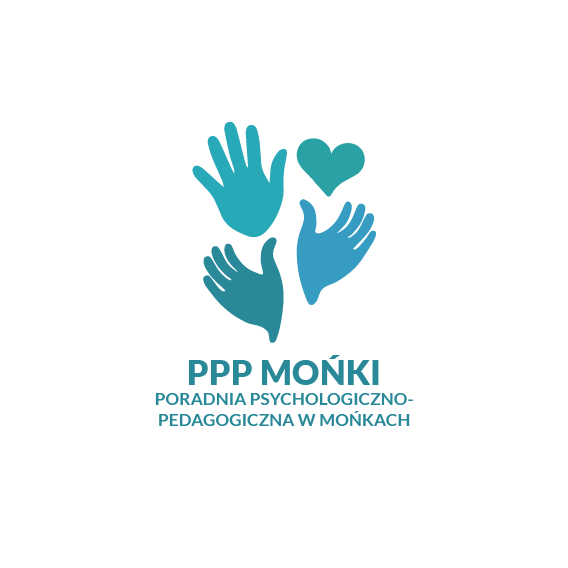 PPP MOŃKI
PORADNIA PSYCHOLOGICZNO-
PEDAGOGICZNA W MOŃKACH